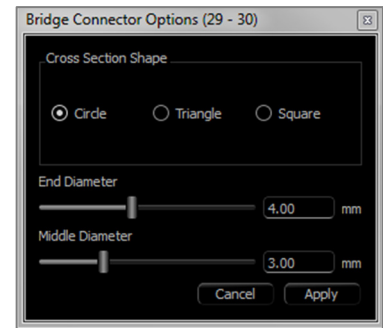 Bridge Connector Options (29 - 30)
Cross Section Shape
Circle Triangle Square
End Diameter
4.00 mm
Middle Diameter
3.00 mm
Cancel Apply